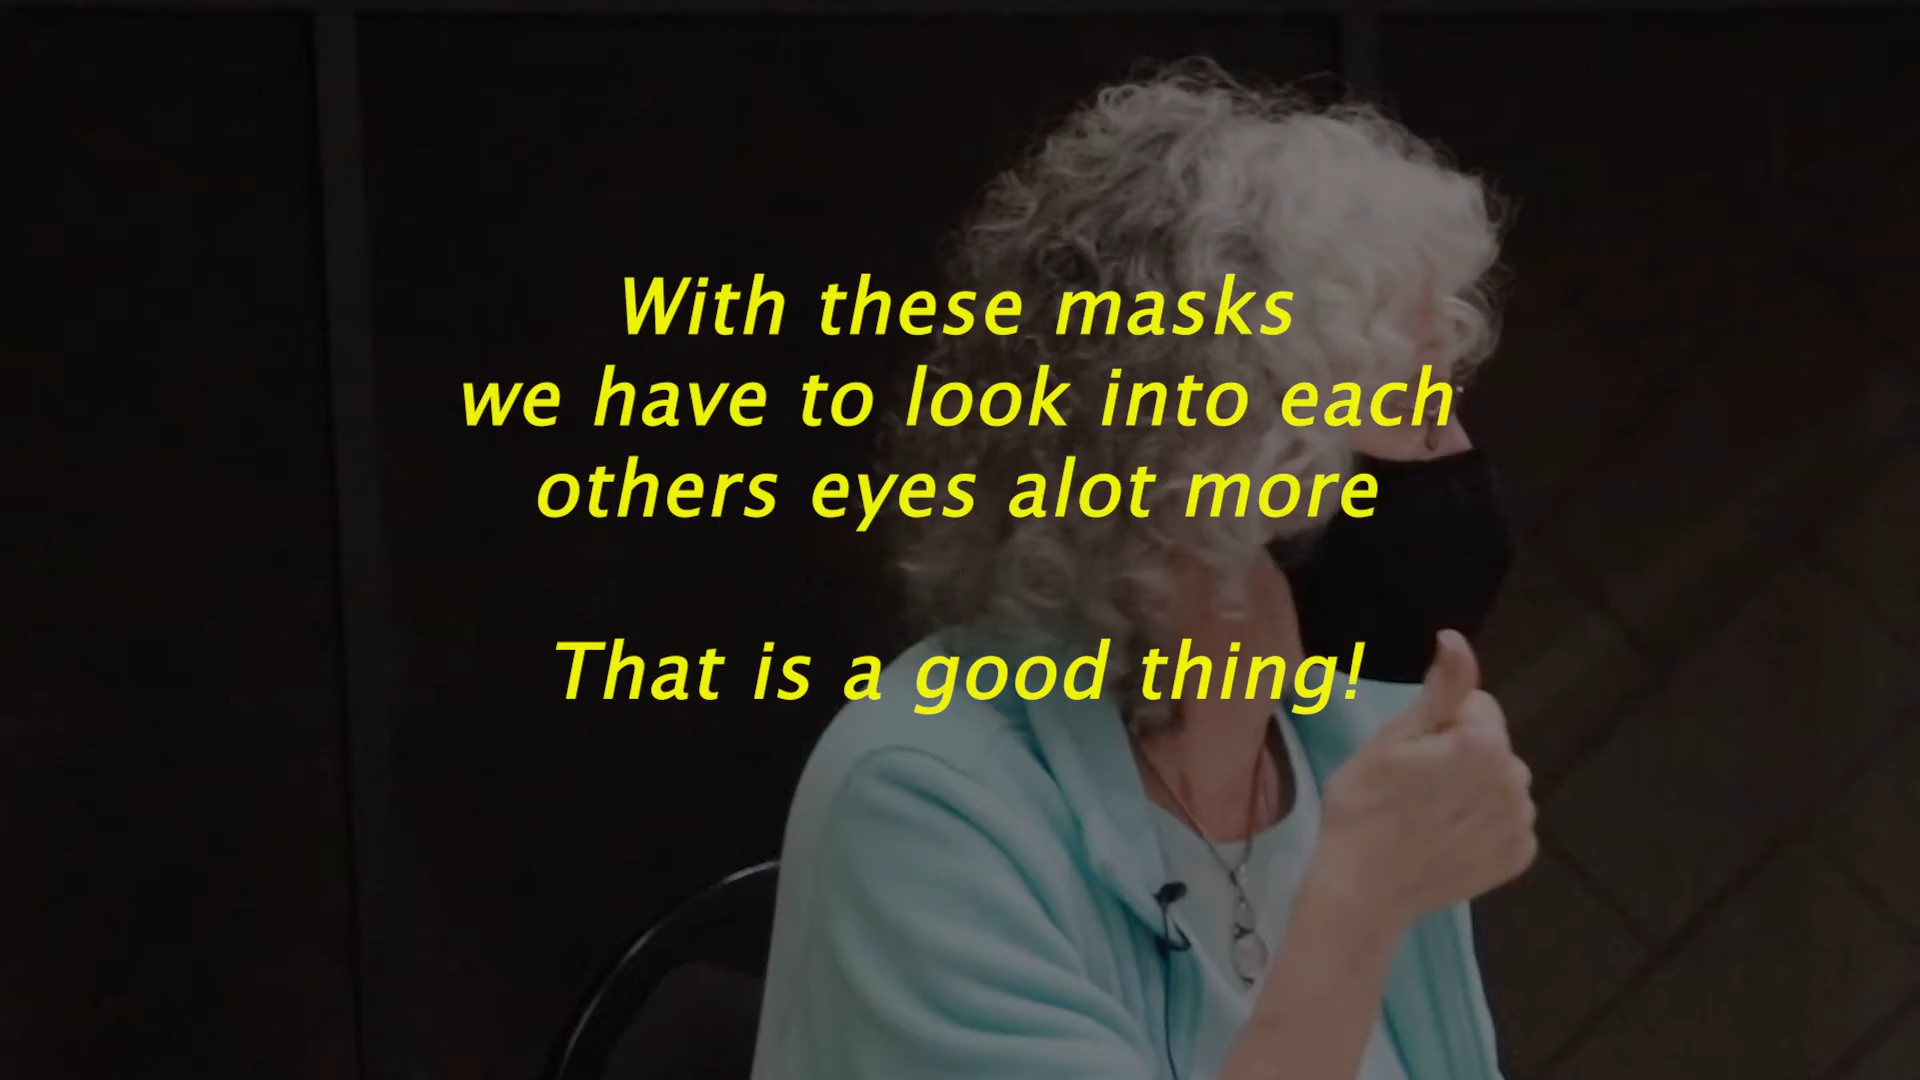 With these masks
we have to look into each
others eyes alot more
That is a good thing!